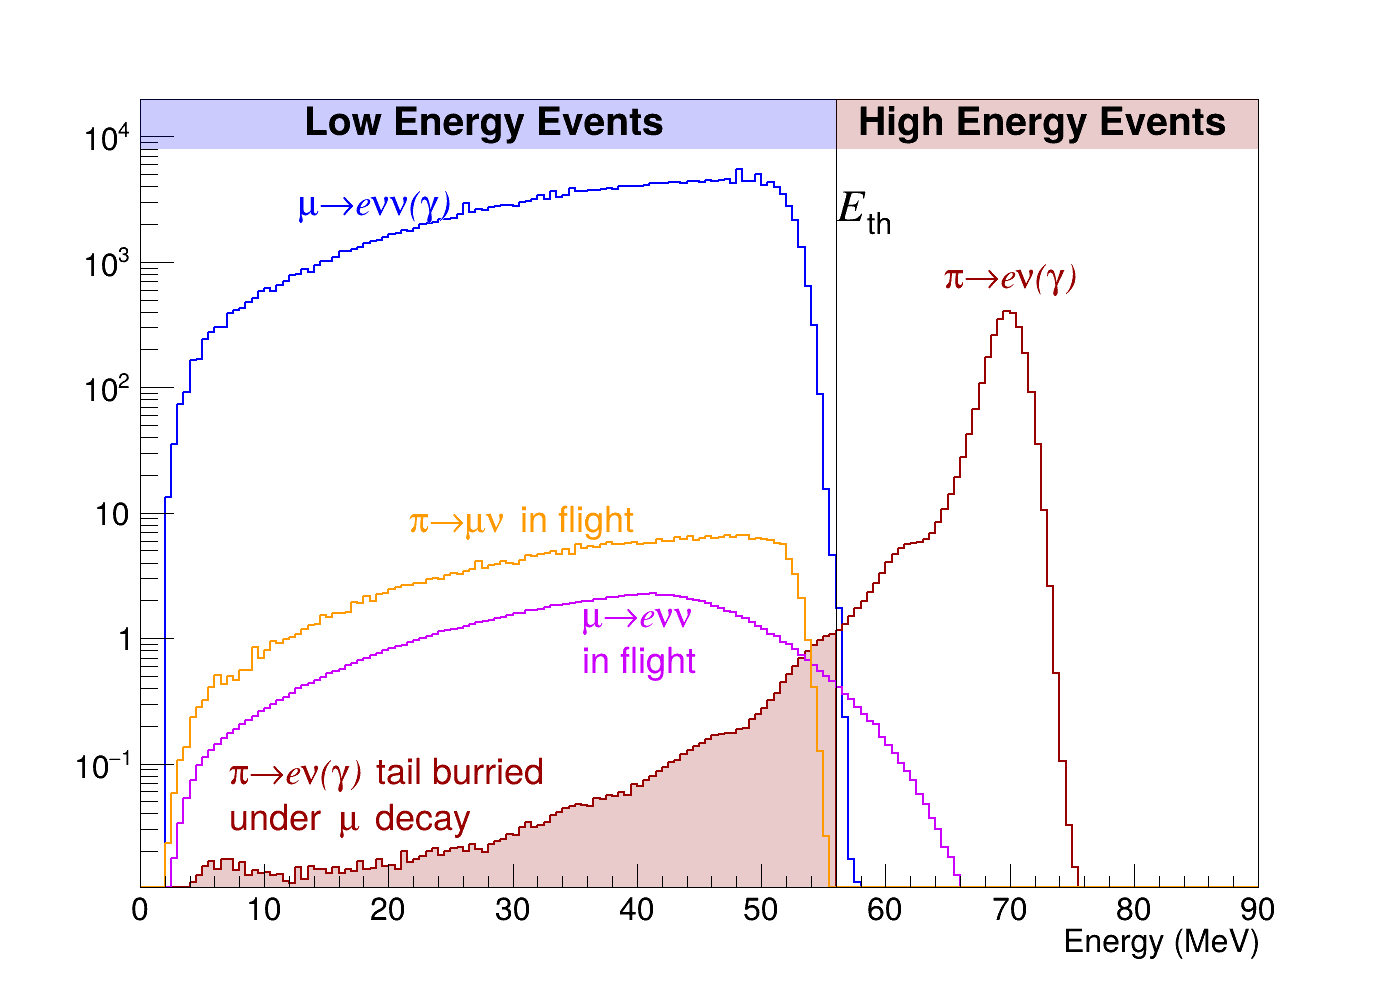 Low Energy Events High Energy Events
10⁴
μ→eνν(γ)
E_th
10³
π→eν(γ)
10²
10
π→μν in flight
1
μ→eνν
in flight
10⁻¹
π→eν(γ) tail burried
under μ decay
0 10 20 30 40 50 60 70 80 90
Energy (MeV)